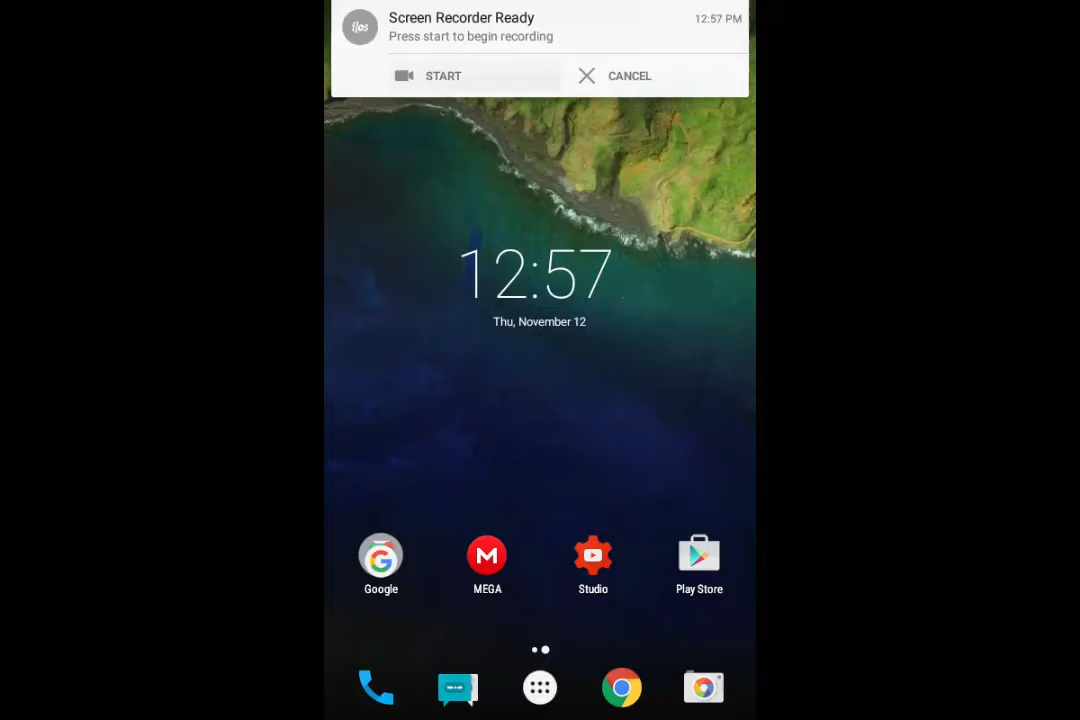 ilos
Screen Recorder Ready
12:57 PM
Press start to begin recording
START
CANCEL
12:57
Thu, November 12
Google
MEGA
Studio
Play Store